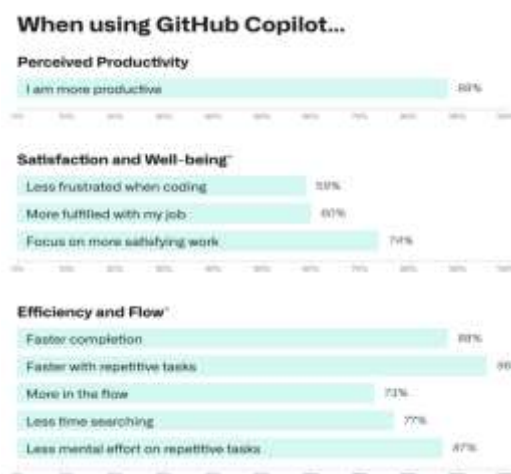 When using GitHub Copilot...
Perceived Productivity
I am more productive 88%
Satisfaction and Well-being*
Less frustrated when coding 59%
More fulfilled with my job 60%
Focus on more satisfying work 74%
Efficiency and Flow*
Faster completion 88%
Faster with repetitive tasks
More in the flow 73%
Less time searching 77%
Less mental effort on repetitive tasks 87%